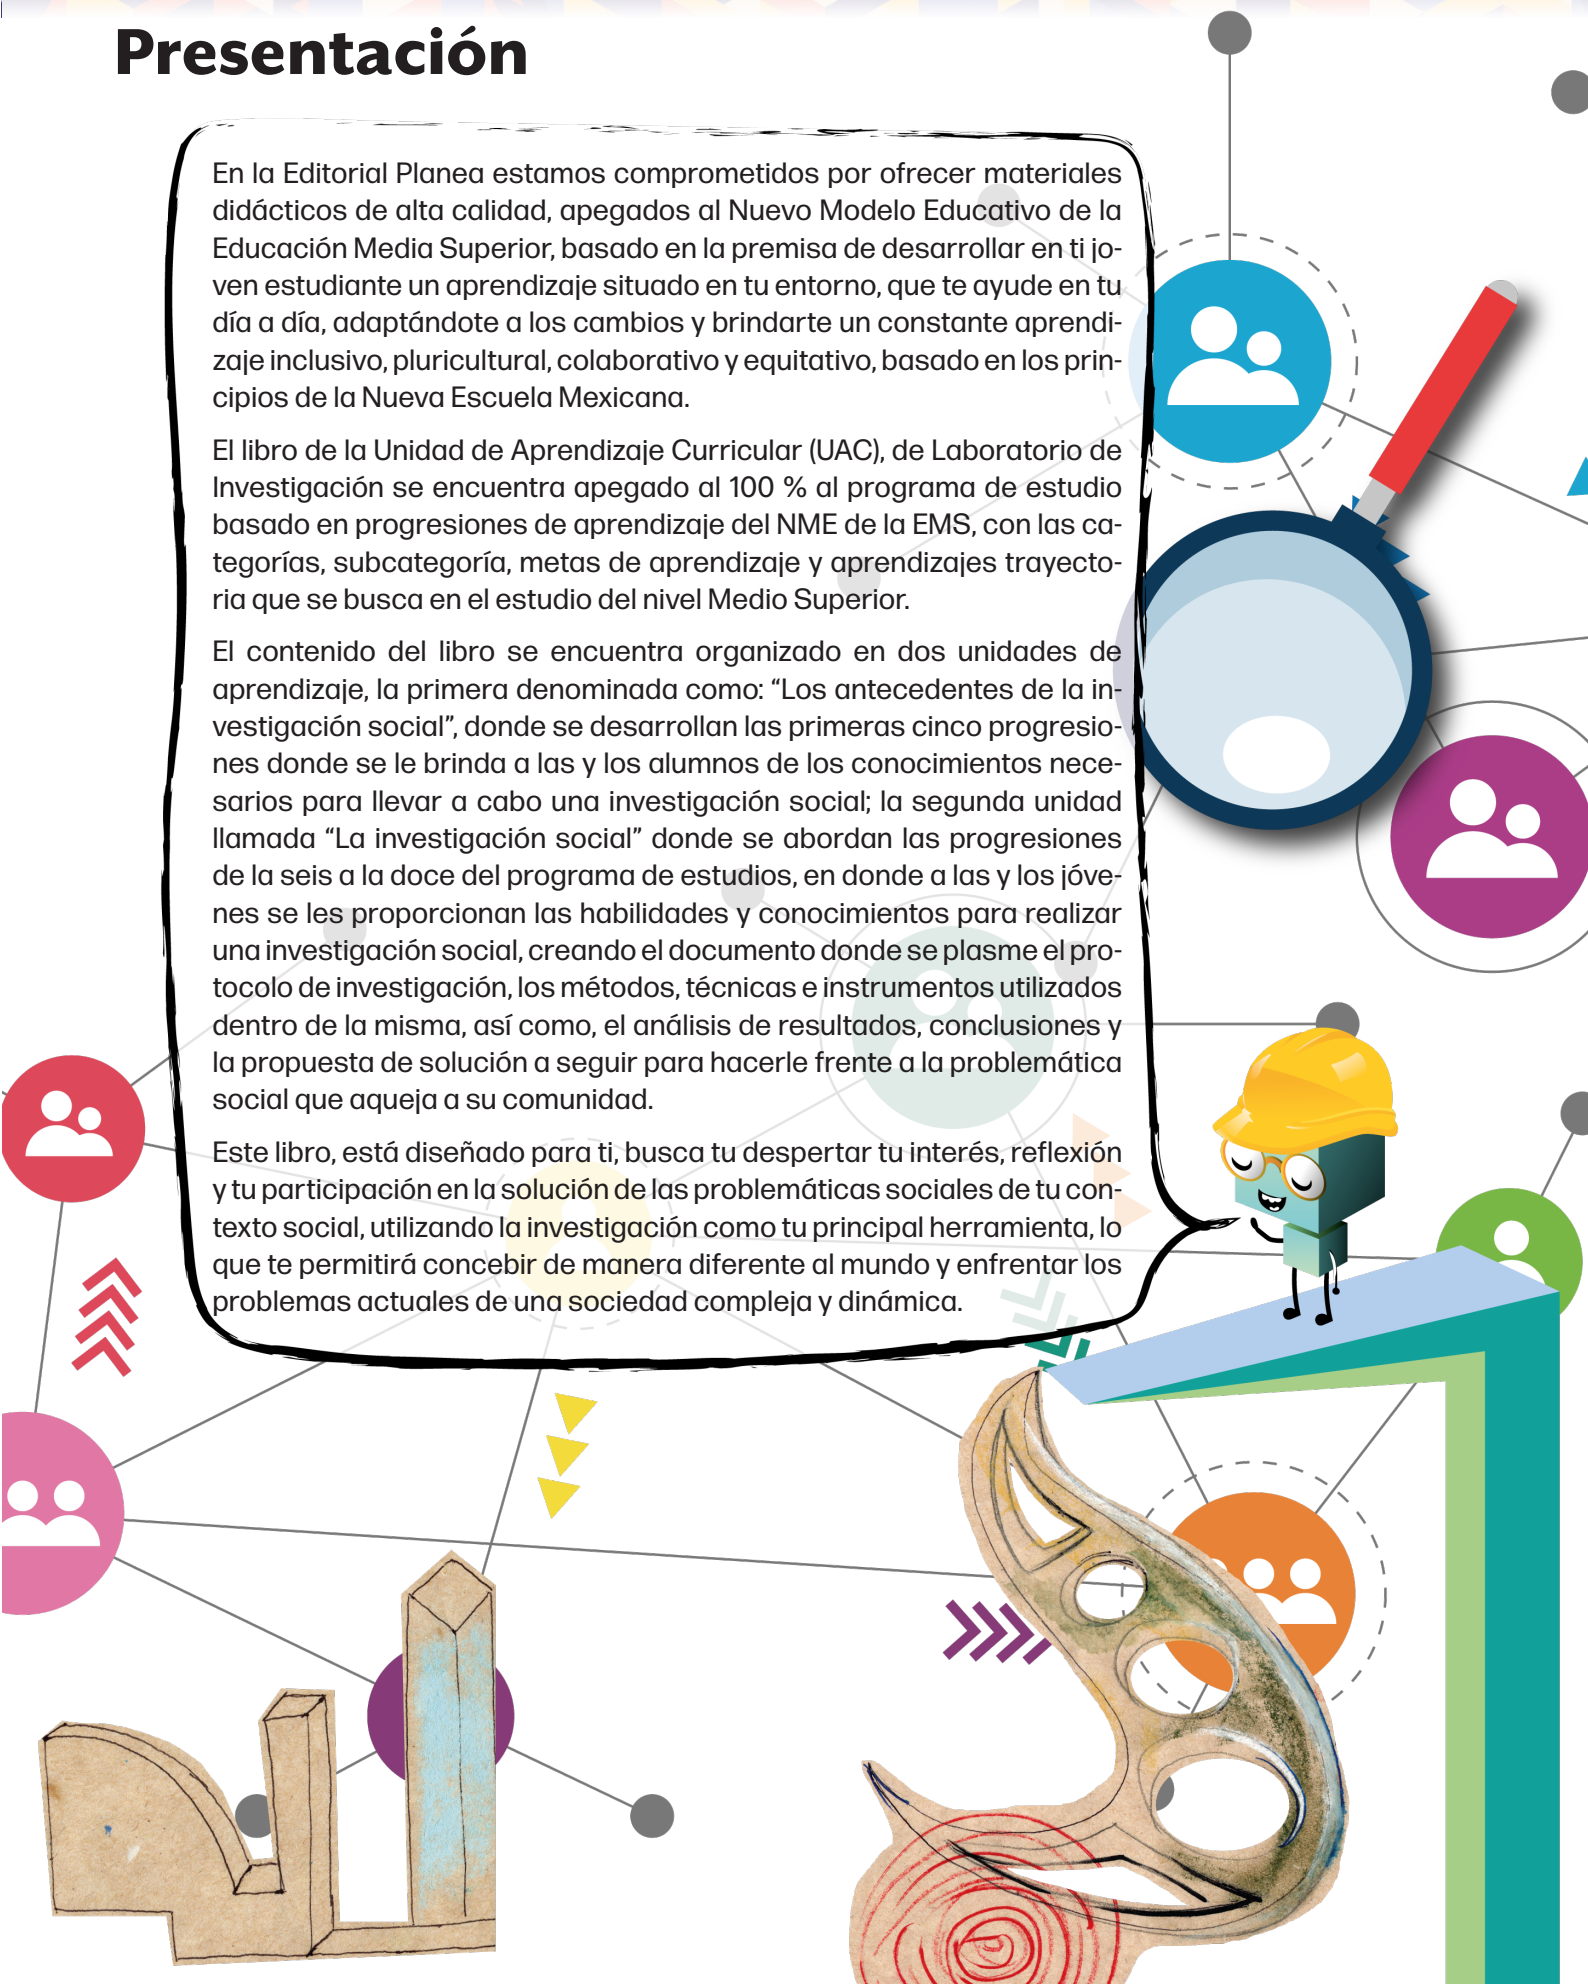 Presentación
En la Editorial Planea estamos comprometidos por ofrecer materiales
didácticos de alta calidad, apegados al Nuevo Modelo Educativo de la
Educación Media Superior, basado en la premisa de desarrollar en ti jo-
ven estudiante un aprendizaje situado en tu entorno, que te ayude en tu
día a día, adaptándote a los cambios y brindarte un constante aprendi-
zaje inclusivo, pluricultural, colaborativo y equitativo, basado en los prin-
cipios de la Nueva Escuela Mexicana.
El libro de la Unidad de Aprendizaje Curricular (UAC), de Laboratorio de
Investigación se encuentra apegado al 100 % al programa de estudio
basado en progresiones de aprendizaje del NME de la EMS, con las ca-
tegorías, subcategoría, metas de aprendizaje y aprendizajes trayecto-
ria que se busca en el estudio del nivel Medio Superior.
El contenido del libro se encuentra organizado en dos unidades de
aprendizaje, la primera denominada como: “Los antecedentes de la in-
vestigación social”, donde se desarrollan las primeras cinco progresio-
nes donde se le brinda a las y los alumnos de los conocimientos nece-
sarios para llevar a cabo una investigación social; la segunda unidad
llamada “La investigación social” donde se abordan las progresiones
de la seis a la doce del programa de estudios, en donde a las y los jóve-
nes se les proporcionan las habilidades y conocimientos para realizar
una investigación social, creando el documento donde se plasme el pro-
tocolo de investigación, los métodos, técnicas e instrumentos utilizados
dentro de la misma, así como, el análisis de resultados, conclusiones y
la propuesta de solución a seguir para hacerle frente a la problemática
social que aqueja a su comunidad.
Este libro, está diseñado para ti, busca tu despertar tu interés, reflexión
y tu participación en la solución de las problemáticas sociales de tu con-
texto social, utilizando la investigación como tu principal herramienta, lo
que te permitirá concebir de manera diferente al mundo y enfrentar los
problemas actuales de una sociedad compleja y dinámica.